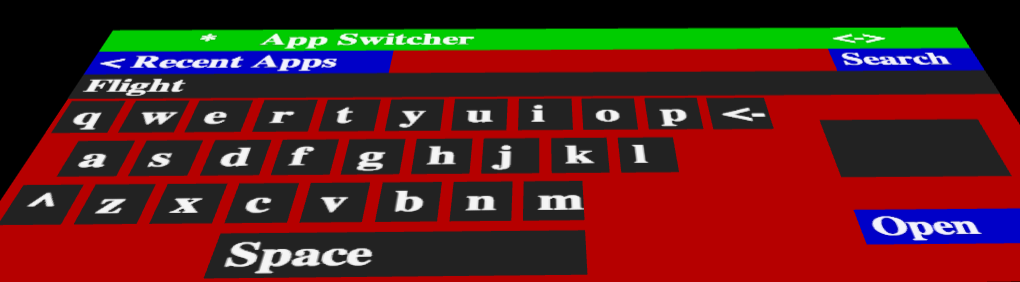 * App Switcher <->
< Recent Apps Search
Flight
q w e r t y u i o p <-
a s d f g h j k l
^ z x c v b n m
Open
Space